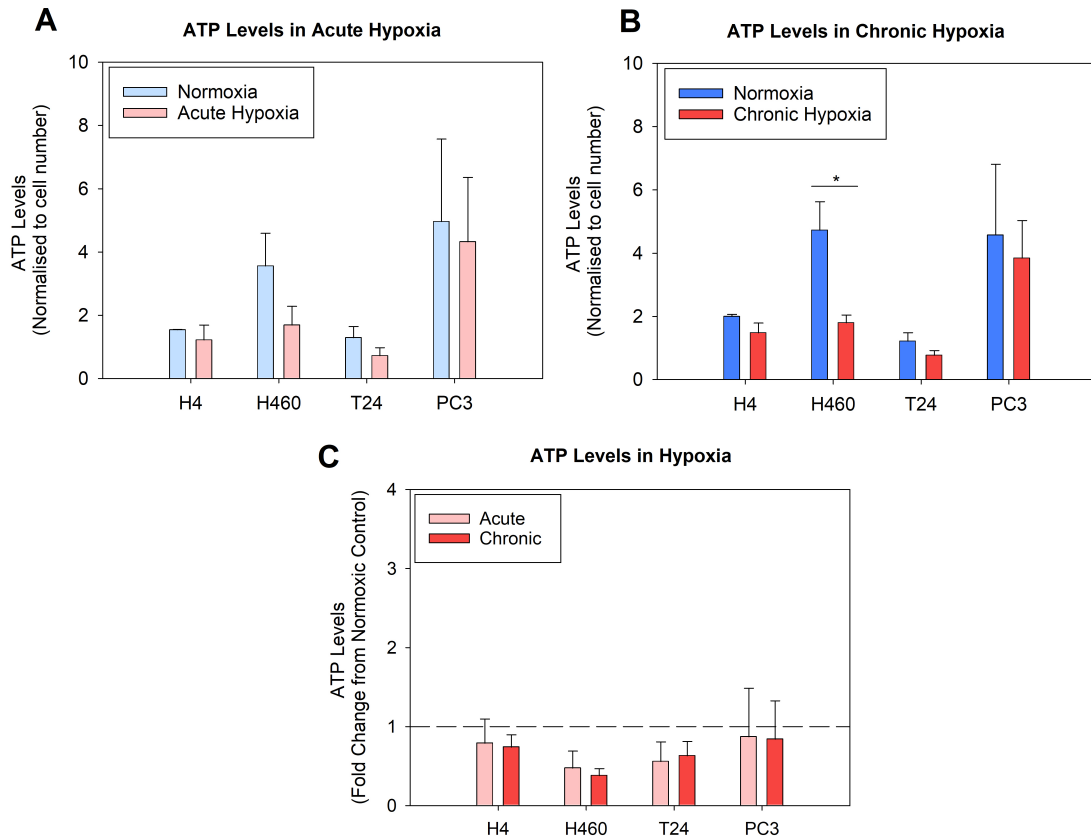 A
ATP Levels in Acute Hypoxia
ATP Levels
(Normalised to cell number)
10
8
6
4
2
0
Normoxia
Acute Hypoxia
H4
H460
T24
PC3
B
ATP Levels in Chronic Hypoxia
ATP Levels
(Normalised to cell number)
10
8
6
4
2
0
Normoxia
Chronic Hypoxia
*
H4
H460
T24
PC3
C
ATP Levels in Hypoxia
ATP Levels
(Fold Change from Normoxic Control)
4
3
2
1
0
Acute
Chronic
H4
H460
T24
PC3